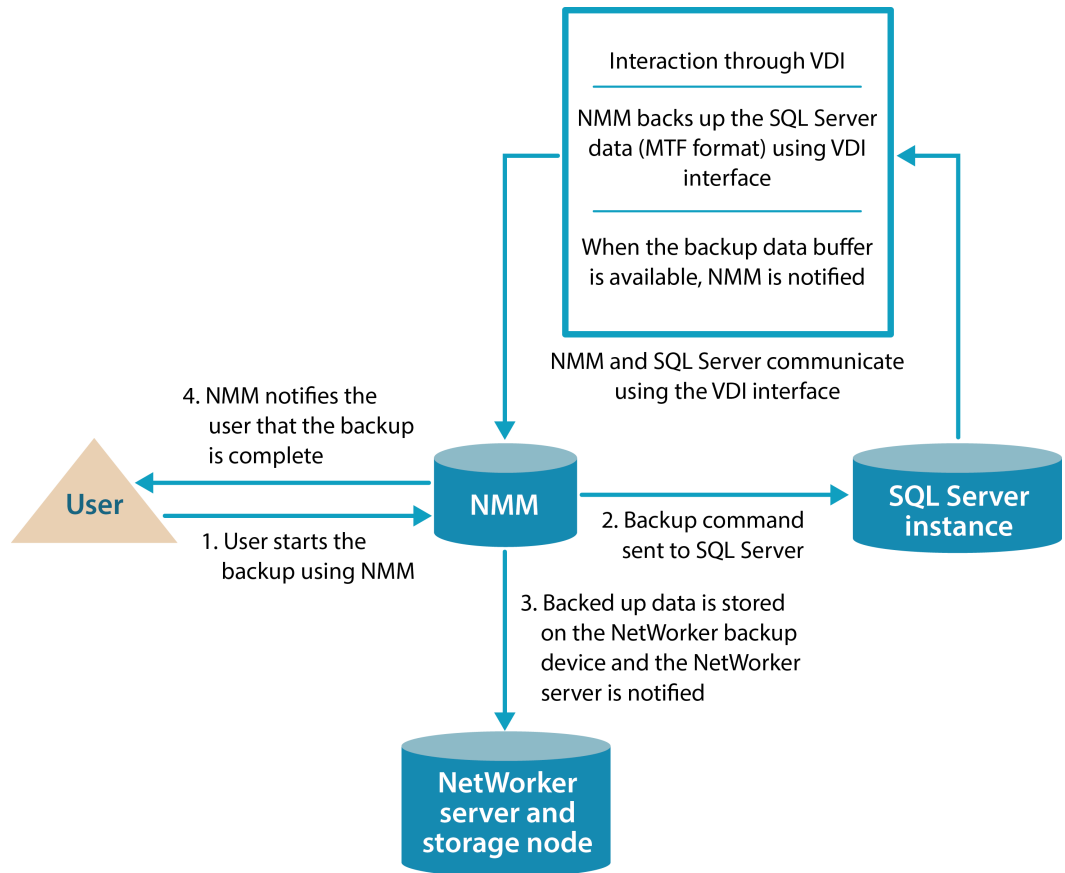 Interaction through VDI
NMM backs up the SQL Server
data (MTF format) using VDI
interface
When the backup data buffer
is available, NMM is notified
NMM and SQL Server communicate
using the VDI interface
4. NMM notifies the
user that the backup
is complete
User
NMM
SQL Server
instance
1. User starts the
backup using NMM
2. Backup command
sent to SQL Server
3. Backed up data is stored
on the NetWorker backup
device and the NetWorker
server is notified
NetWorker
server and
storage node